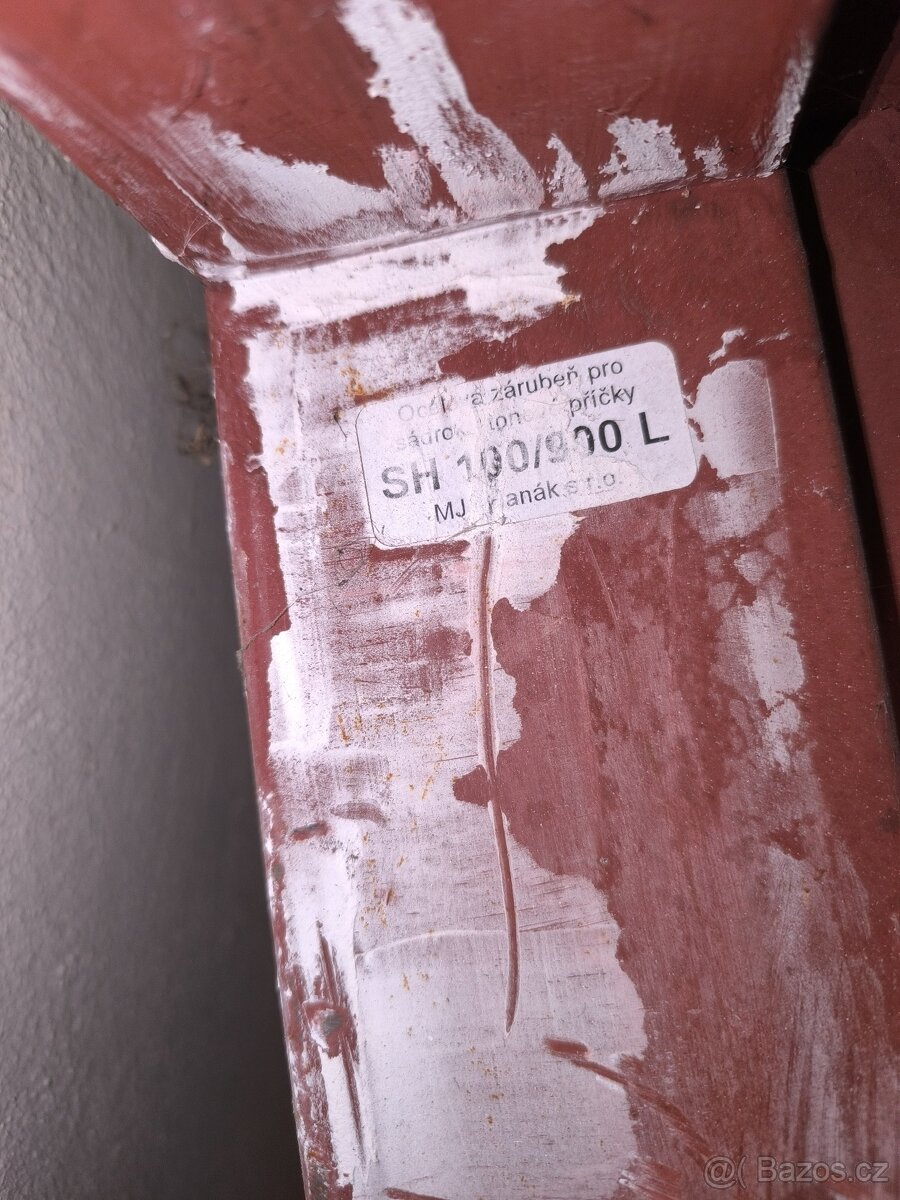 zárubeň pro
příčky
SH 100/900 L
MJ s.r.o.
@( Bazos.cz